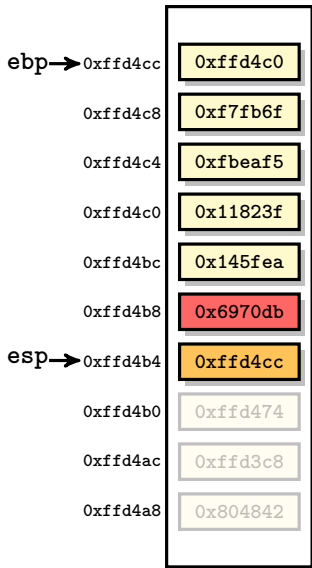 ebp 0xffd4cc 0xffd4c0
0xffd4c8 0xf7fb6f
0xffd4c4 0xfbeaf5
0xffd4c0 0x11823f
0xffd4bc 0x145fea
0xffd4b8 0x6970db
esp 0xffd4b4 0xffd4cc
0xffd4b0 0xffd474
0xffd4ac 0xffd3c8
0xffd4a8 0x804842